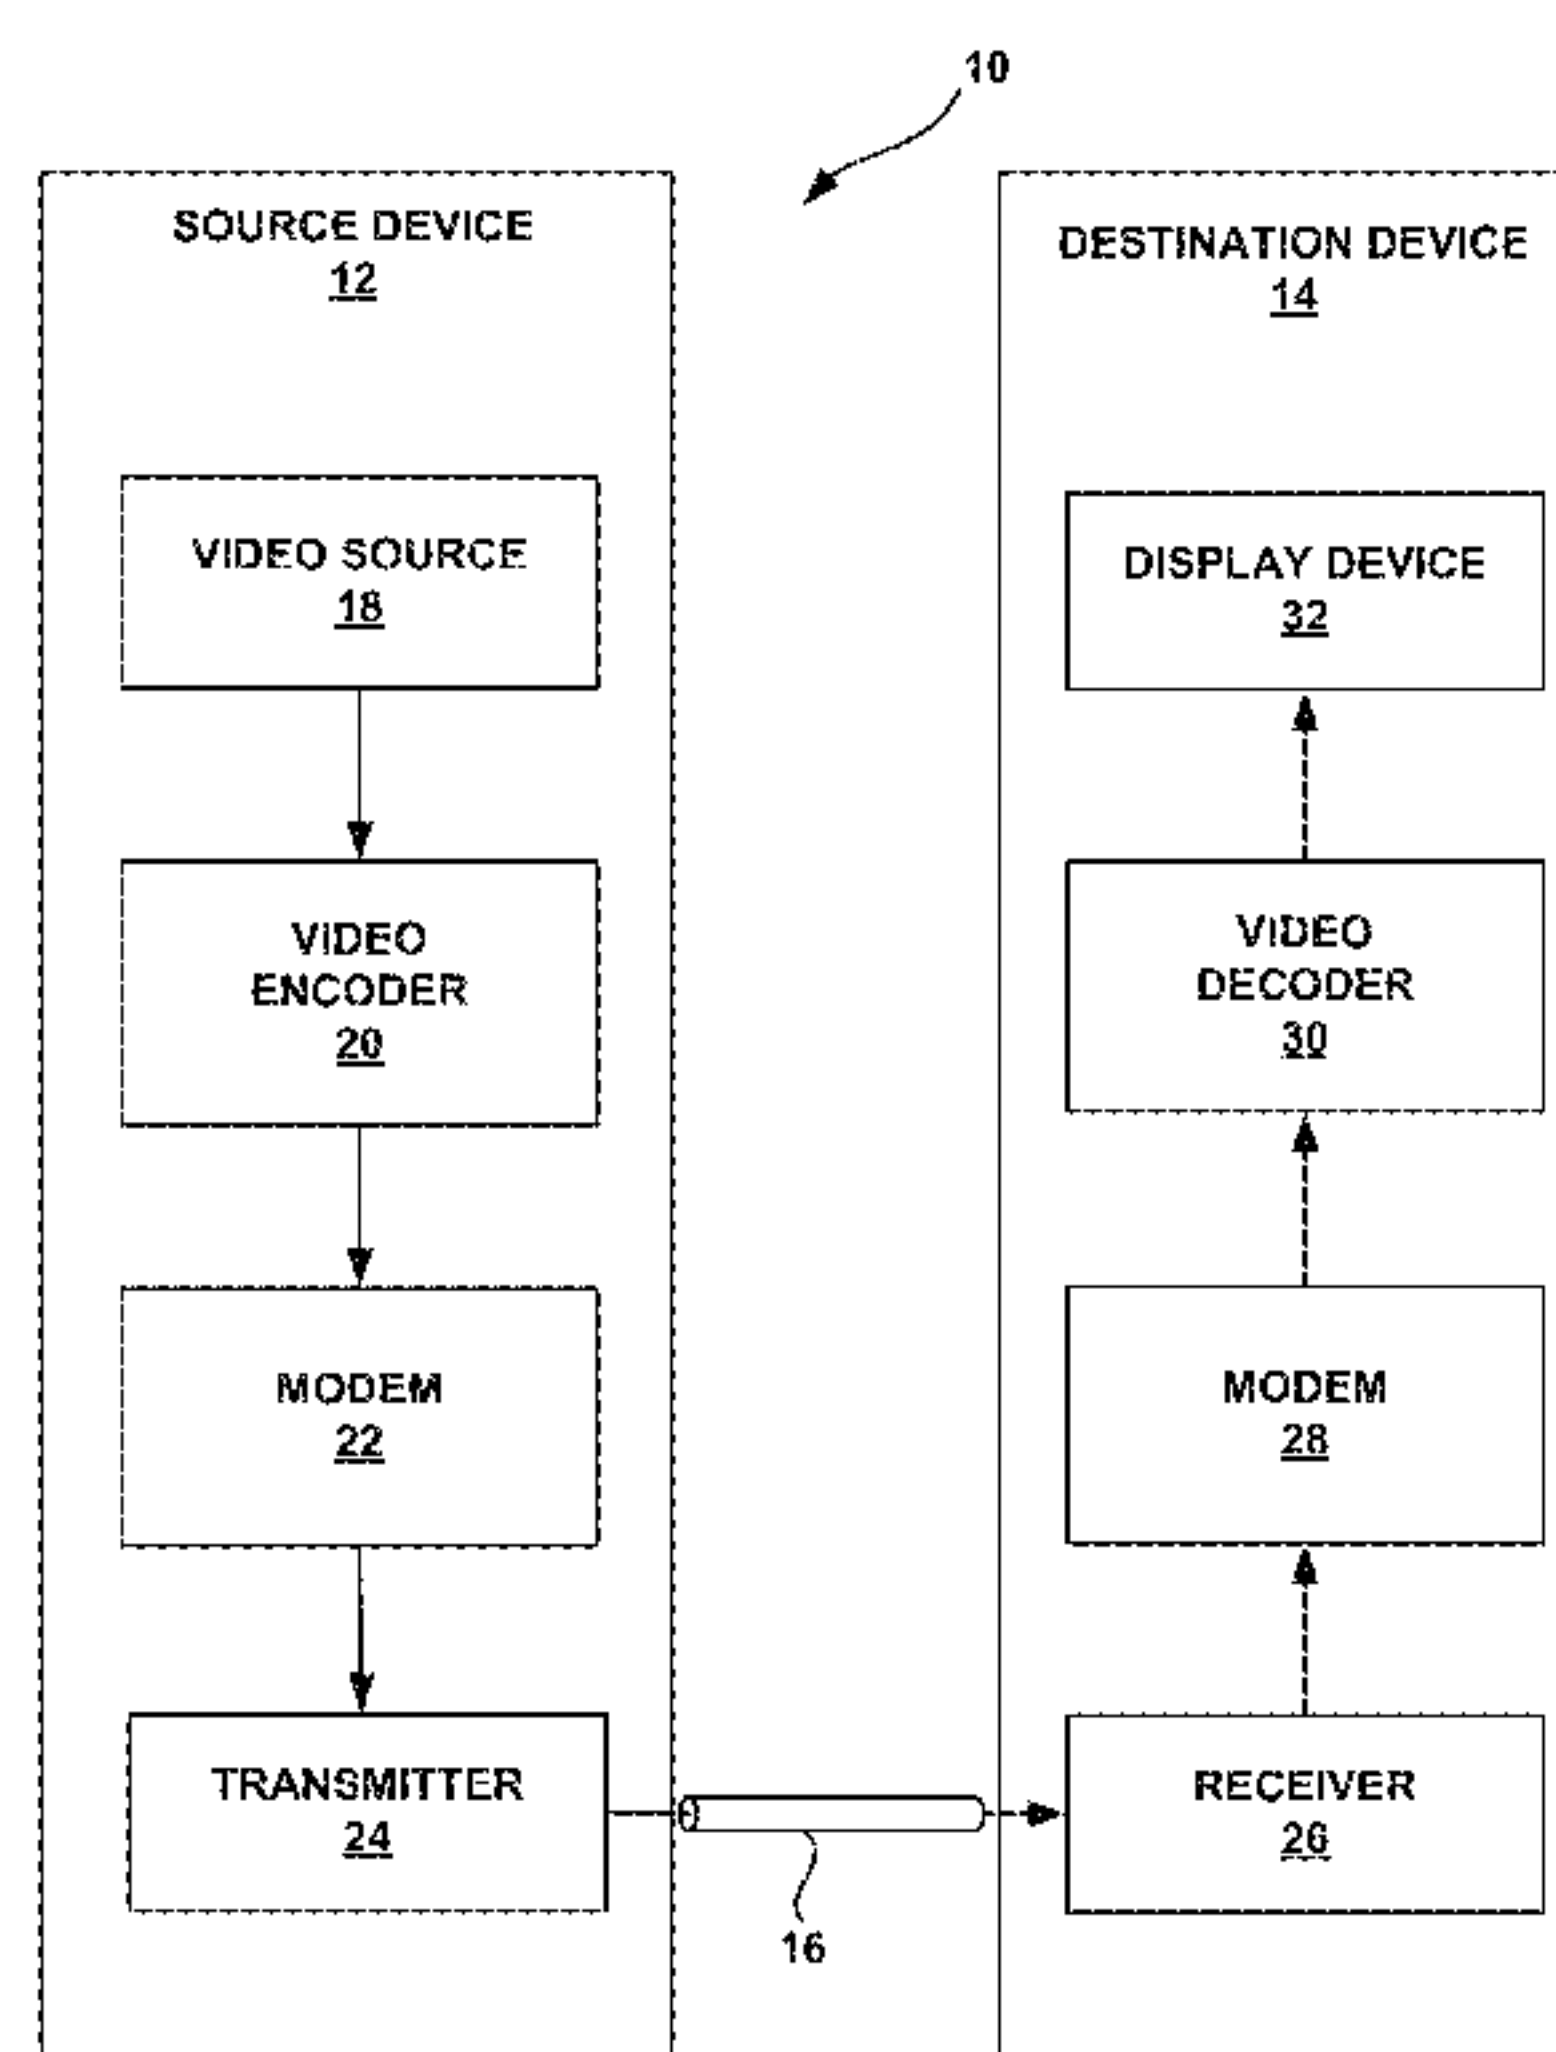 10
SOURCE DEVICE
12
VIDEO SOURCE
18
VIDEO
ENCODER
20
MODEM
22
TRANSMITTER
24
16
DESTINATION DEVICE
14
DISPLAY DEVICE
32
VIDEO
DECODER
30
MODEM
28
RECEIVER
26